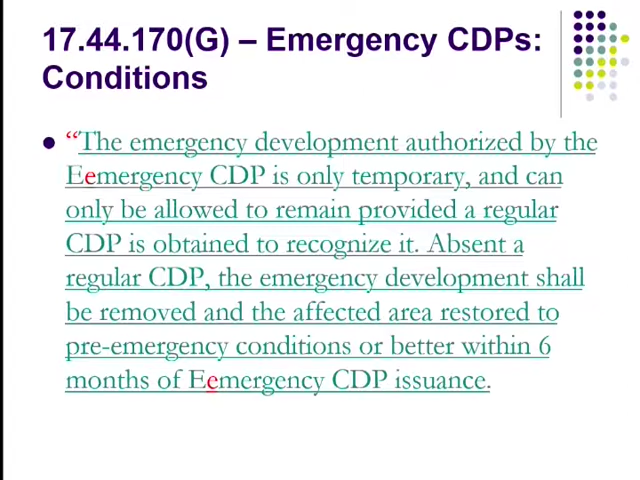 17.44.170(G) – Emergency CDPs:
Conditions
“The emergency development authorized by the
Eemergency CDP is only temporary, and can
only be allowed to remain provided a regular
CDP is obtained to recognize it. Absent a
regular CDP, the emergency development shall
be removed and the affected area restored to
pre-emergency conditions or better within 6
months of Eemergency CDP issuance.